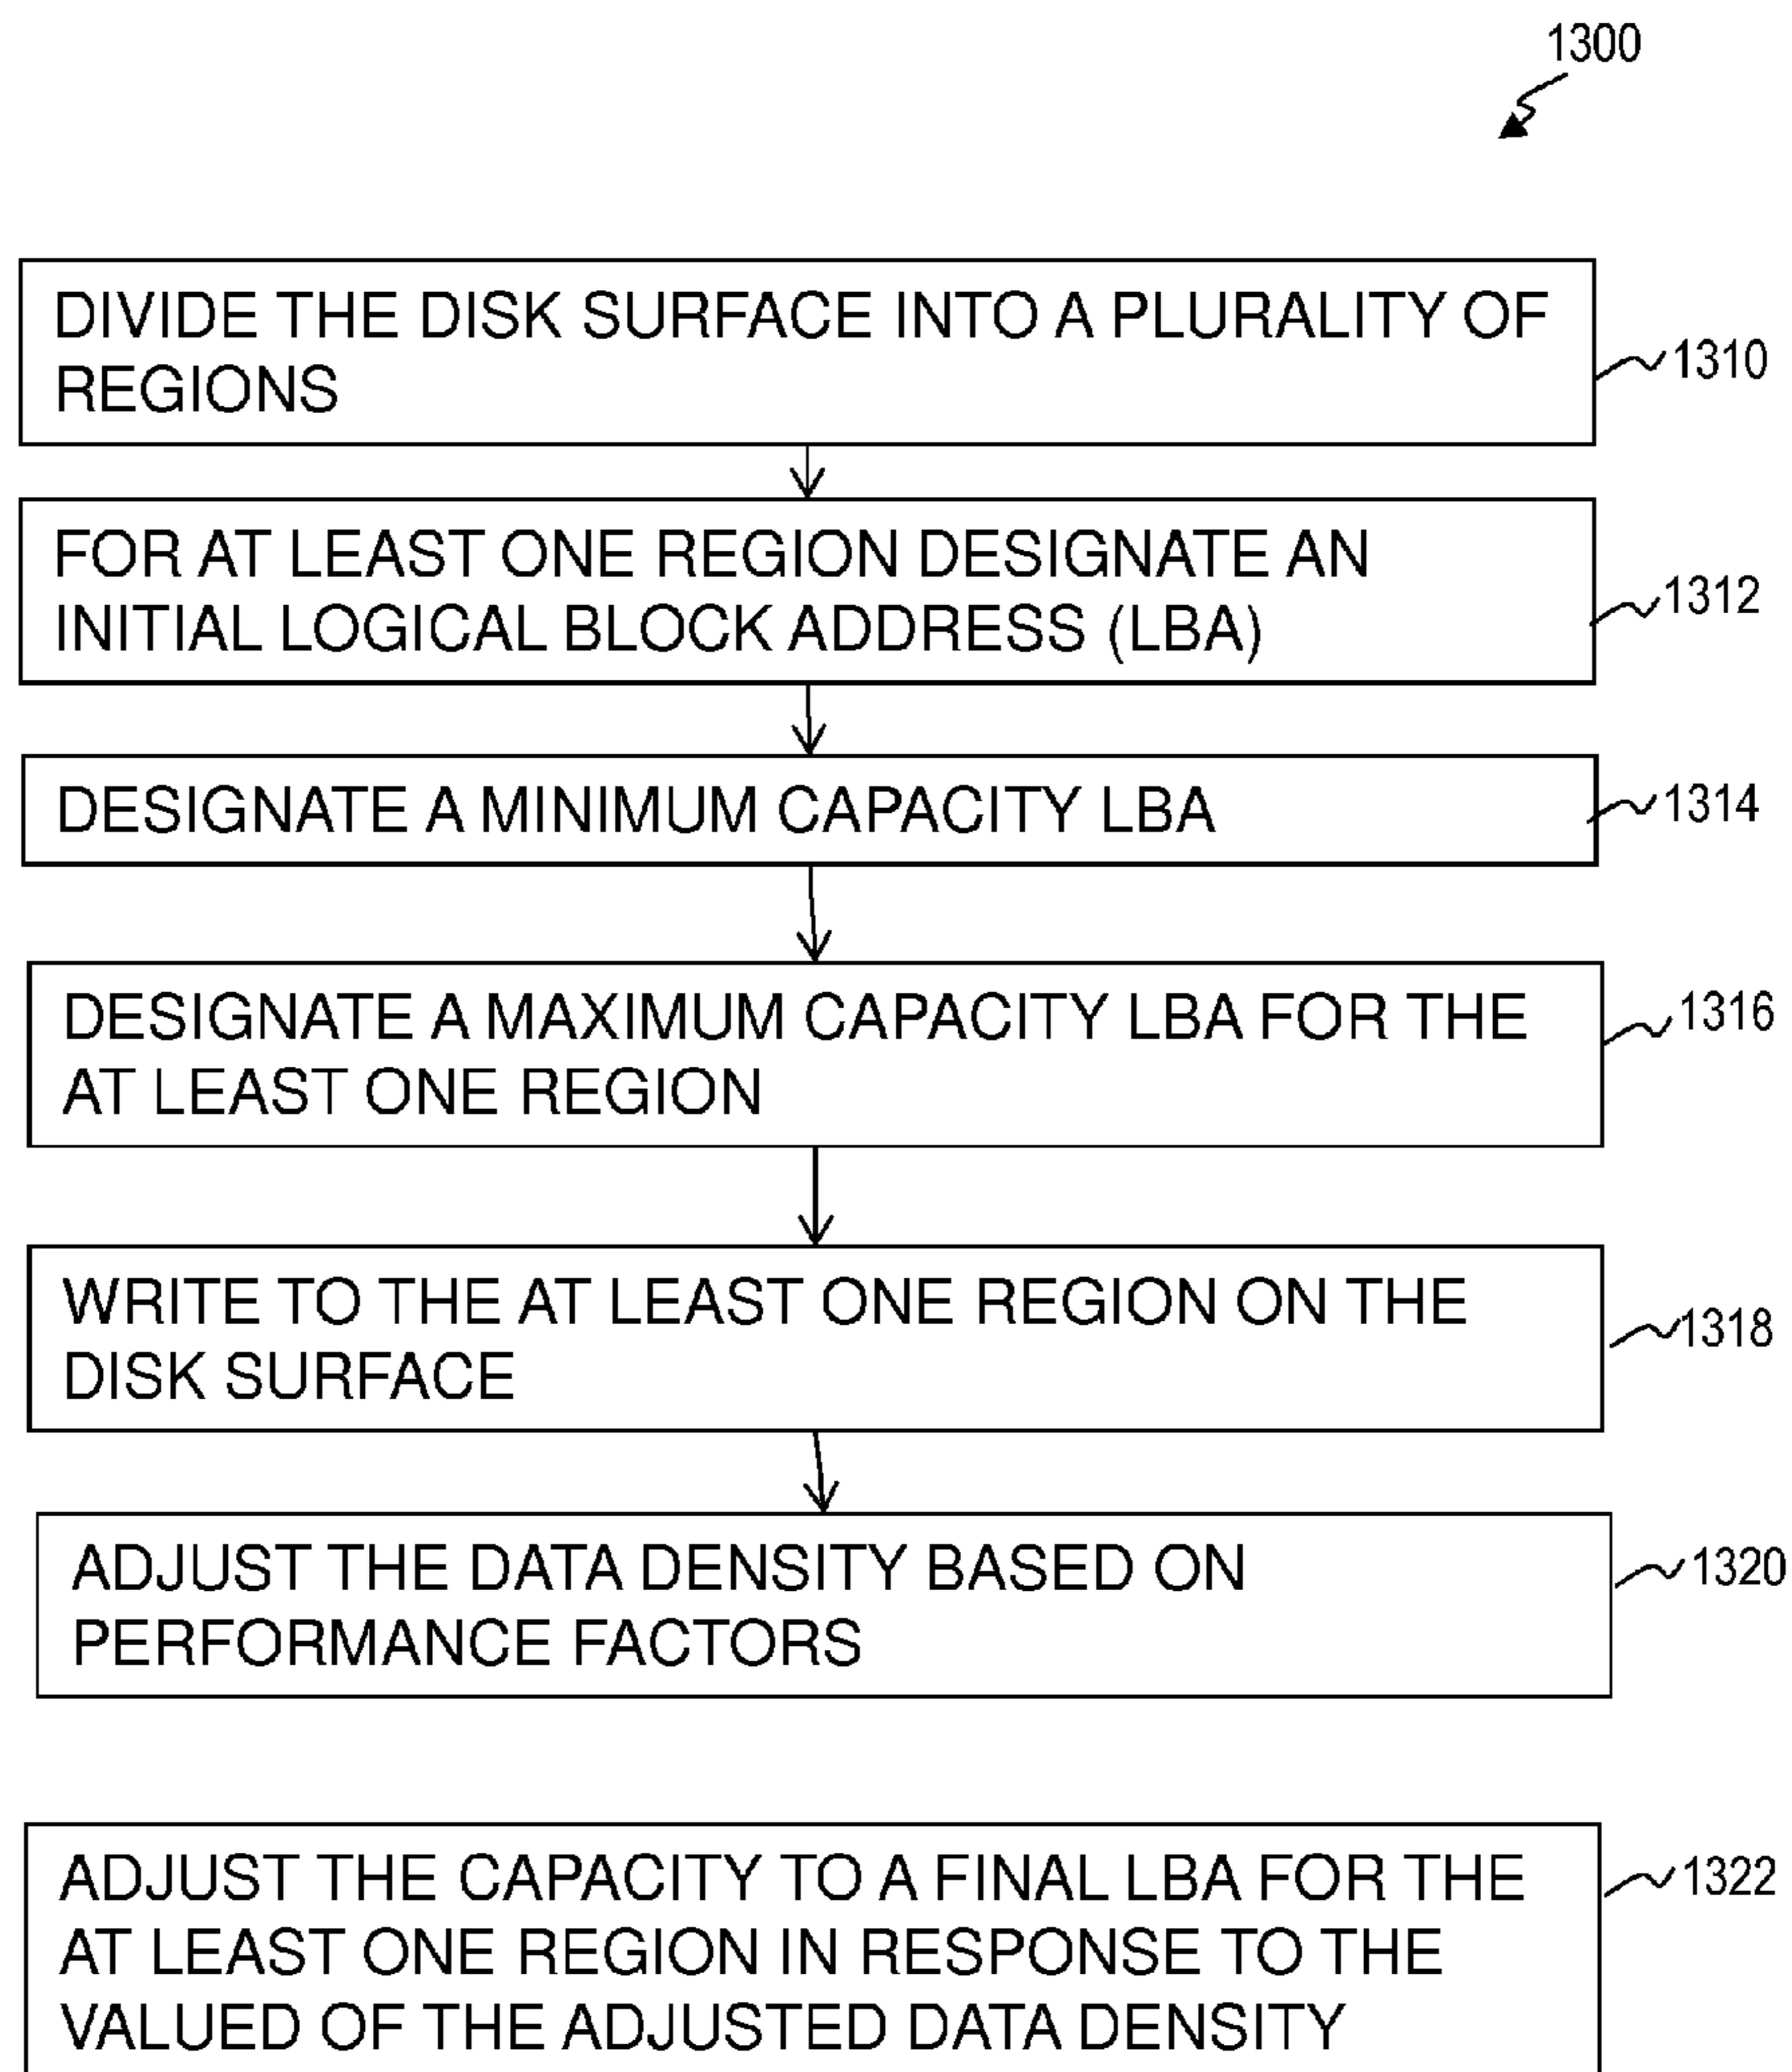 1300
DIVIDE THE DISK SURFACE INTO A PLURALITY OF
REGIONS
1310
FOR AT LEAST ONE REGION DESIGNATE AN
INITIAL LOGICAL BLOCK ADDRESS (LBA)
1312
DESIGNATE A MINIMUM CAPACITY LBA
1314
DESIGNATE A MAXIMUM CAPACITY LBA FOR THE
AT LEAST ONE REGION
1316
WRITE TO THE AT LEAST ONE REGION ON THE
DISK SURFACE
1318
ADJUST THE DATA DENSITY BASED ON
PERFORMANCE FACTORS
1320
ADJUST THE CAPACITY TO A FINAL LBA FOR THE
AT LEAST ONE REGION IN RESPONSE TO THE
VALUED OF THE ADJUSTED DATA DENSITY
1322